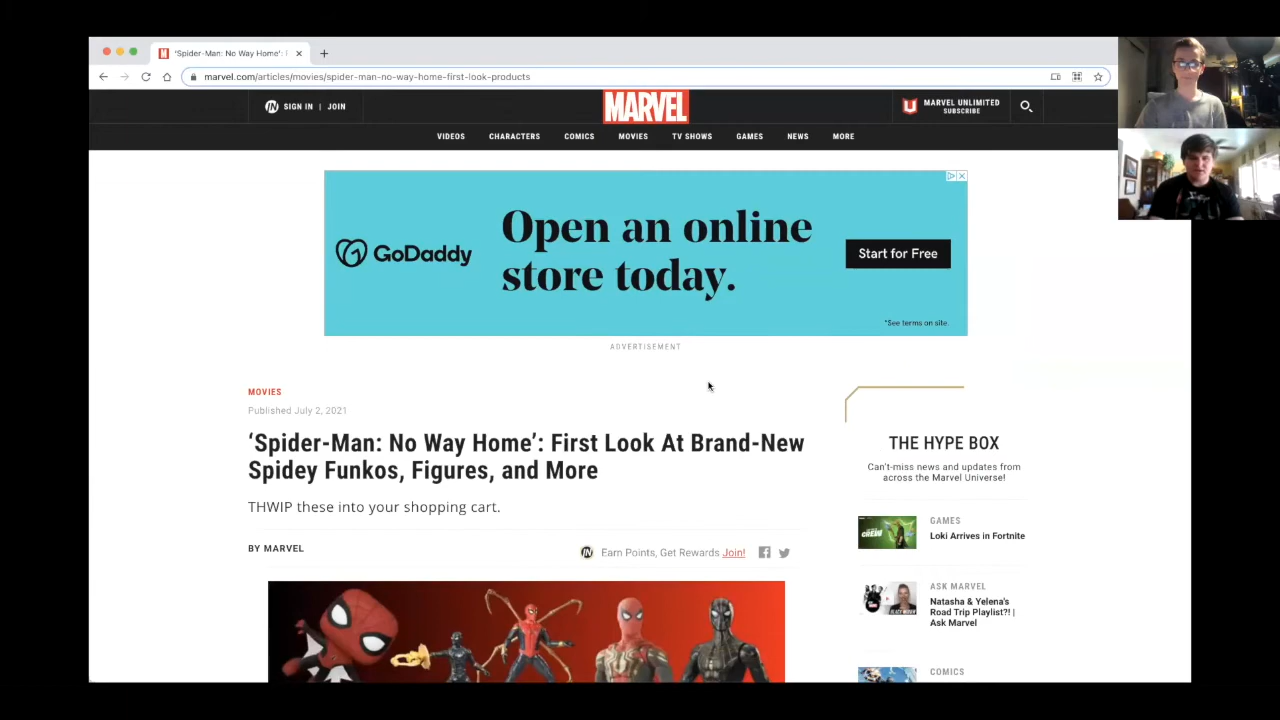 'Spider-Man: No Way Home': F
marvel.com/articles/movies/spider-man-no-way-home-first-look-products
SIGN IN | JOIN
MARVEL
MARVEL UNLIMITED
SUBSCRIBE
VIDEOS CHARACTERS COMICS MOVIES TV SHOWS GAMES NEWS MORE
GoDaddy
Open an online
store today.
Start for Free
*See terms on site.
ADVERTISEMENT
MOVIES
Published July 2, 2021
‘Spider-Man: No Way Home’: First Look At Brand-New
Spidey Funkos, Figures, and More
THWIP these into your shopping cart.
BY MARVEL
Earn Points, Get Rewards Join!
THE HYPE BOX
Can't-miss news and updates from
across the Marvel Universe!
GAMES
Loki Arrives in Fortnite
ASK MARVEL
Natasha & Yelena's
Road Trip Playlist?! |
Ask Marvel
COMICS